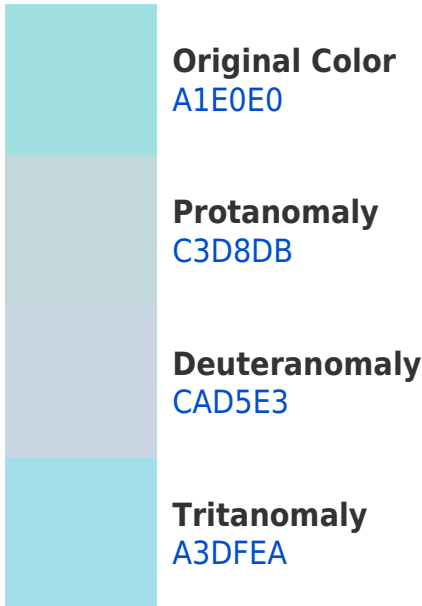 Original Color
A1E0E0
Protanomaly
C3D8DB
Deuteranomaly
CAD5E3
Tritanomaly
A3DFEA